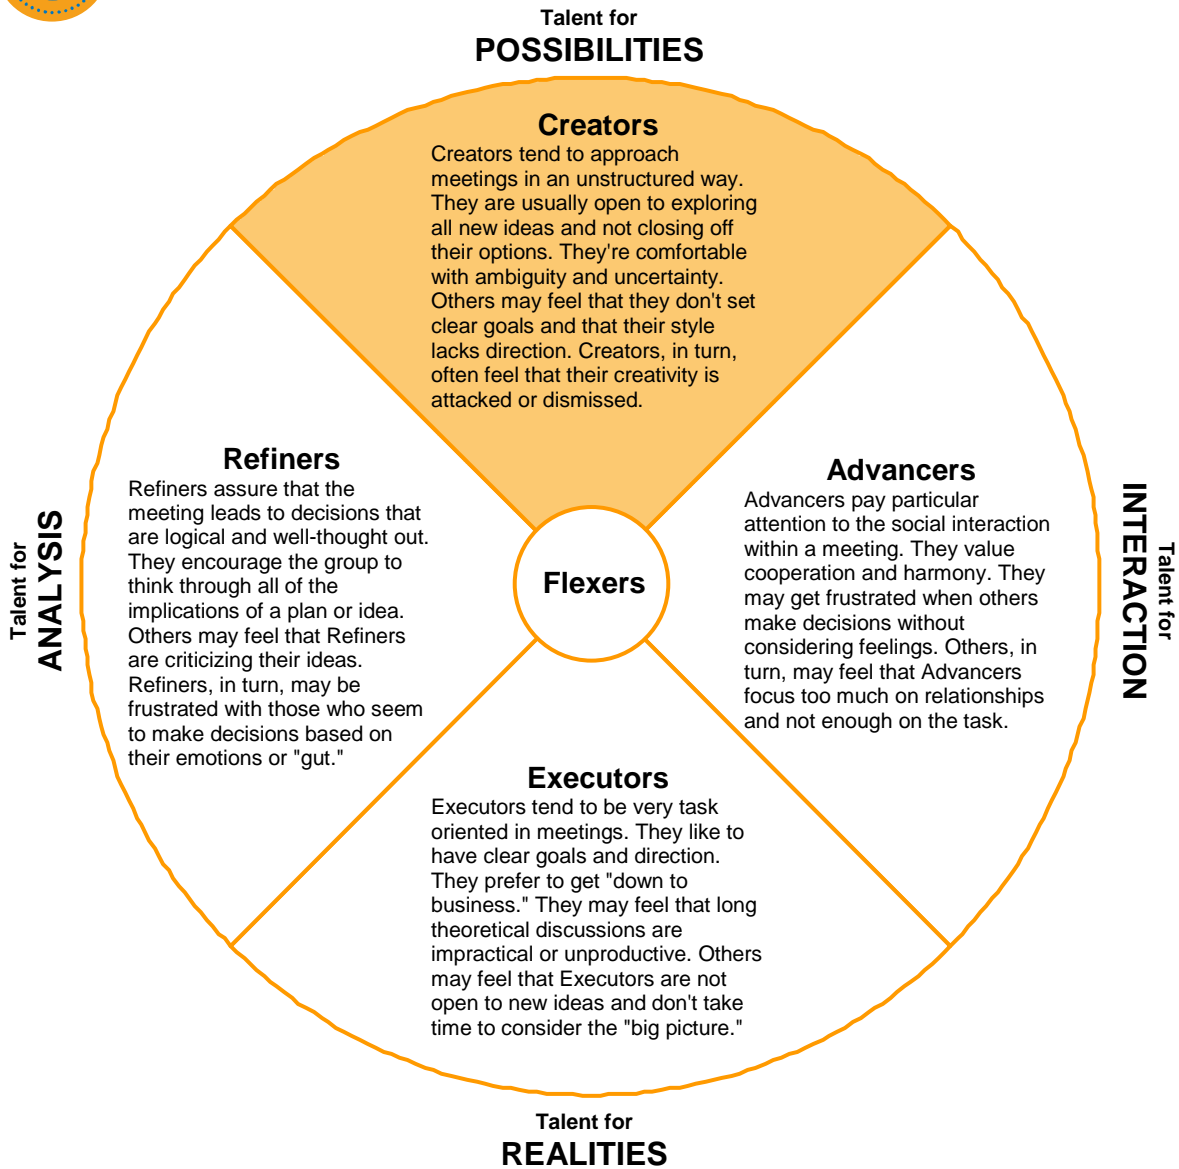 Talent for
POSSIBILITIES
Creators
Creators tend to approach
meetings in an unstructured way.
They are usually open to exploring
all new ideas and not closing off
their options. They're comfortable
with ambiguity and uncertainty.
Others may feel that they don't set
clear goals and that their style
lacks direction. Creators, in turn,
often feel that their creativity is
attacked or dismissed.
Talent for
ANALYSIS
Refiners
Refiners assure that the
meeting leads to decisions that
are logical and well-thought out.
They encourage the group to
think through all of the
implications of a plan or idea.
Others may feel that Refiners
are criticizing their ideas.
Refiners, in turn, may be
frustrated with those who seem
to make decisions based on
their emotions or "gut."
Flexers
Advancers
Advancers pay particular
attention to the social interaction
within a meeting. They value
cooperation and harmony. They
may get frustrated when others
make decisions without
considering feelings. Others, in
turn, may feel that Advancers
focus too much on relationships
and not enough on the task.
Talent for
INTERACTION
Executors
Executors tend to be very task
oriented in meetings. They like to
have clear goals and direction.
They prefer to get "down to
business." They may feel that long
theoretical discussions are
impractical or unproductive. Others
may feel that Executors are not
open to new ideas and don't take
time to consider the "big picture."
Talent for
REALITIES